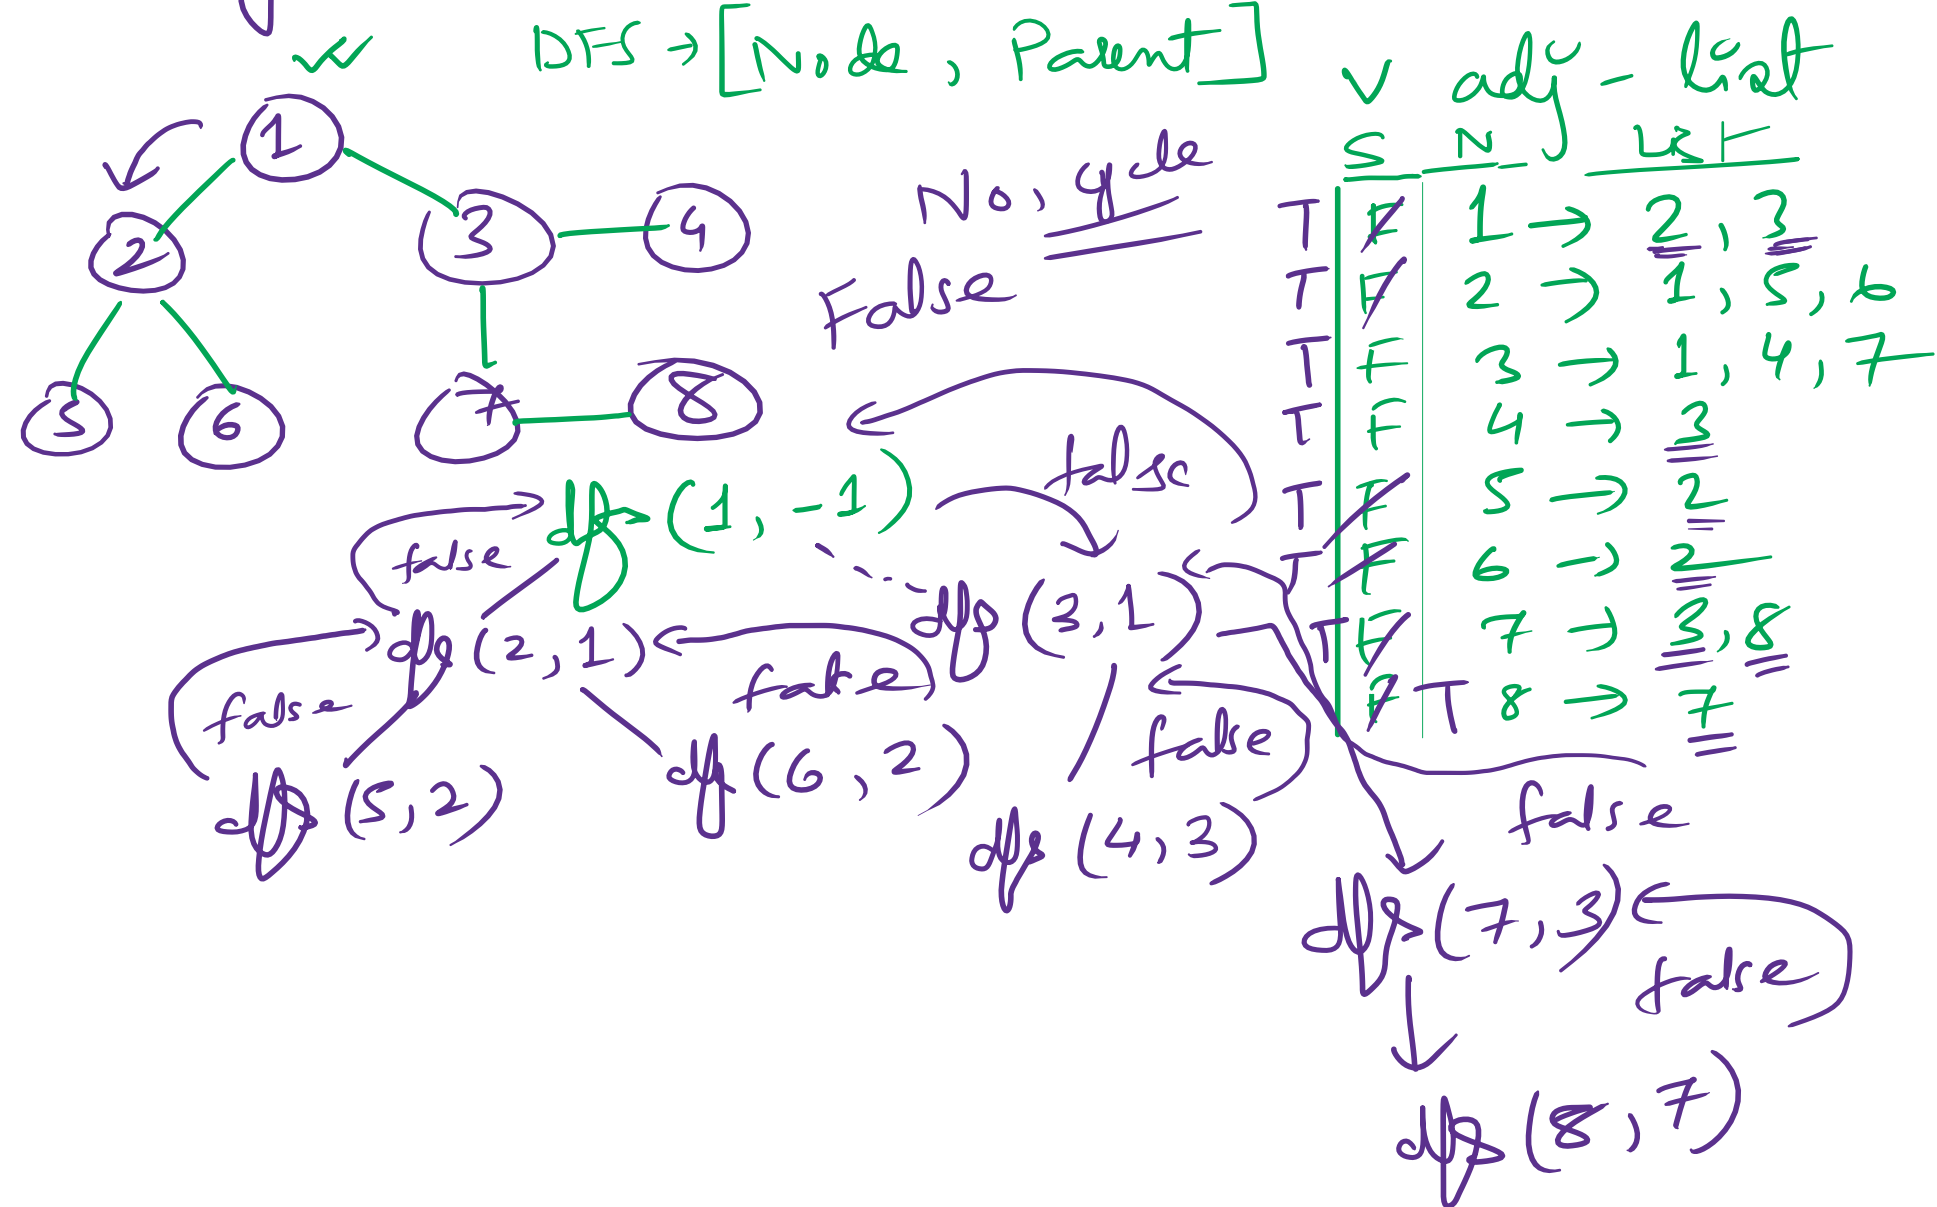 DFS → [Node, Parent]
V adj - list
S N List
T F 1 → 2, 3
T F 2 → 1, 5, 6
T F 3 → 1, 4, 7
T F 4 → 3
T F 5 → 2
T F 6 → 2
T F 7 → 3, 8
F T 8 → 7
1
2
3
4
5
6
7
8
No, cycle
False
dfs (1, -1)
false
false
dfs (2, 1)
dfs (3, 1)
false
false
false
dfs (5, 2)
dfs (6, 2)
dfs (4, 3)
false
dfs (7, 3)
false
dfs (8, 7)